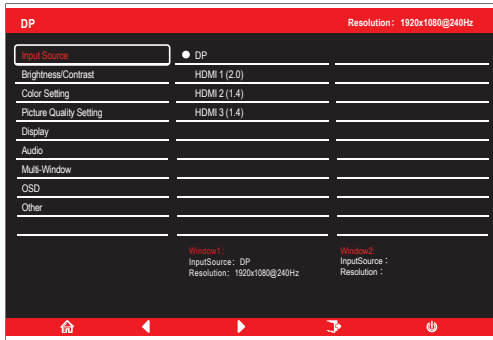 DP Resolution: 1920x1080@240Hz
Input Source DP
Brightness/Contrast HDMI 1 (2.0)
Color Setting HDMI 2 (1.4)
Picture Quality Setting HDMI 3 (1.4)
Display
Audio
Multi-Window
OSD
Other
Window1: Window2:
InputSource: DP InputSource :
Resolution: 1920x1080@240Hz Resolution :